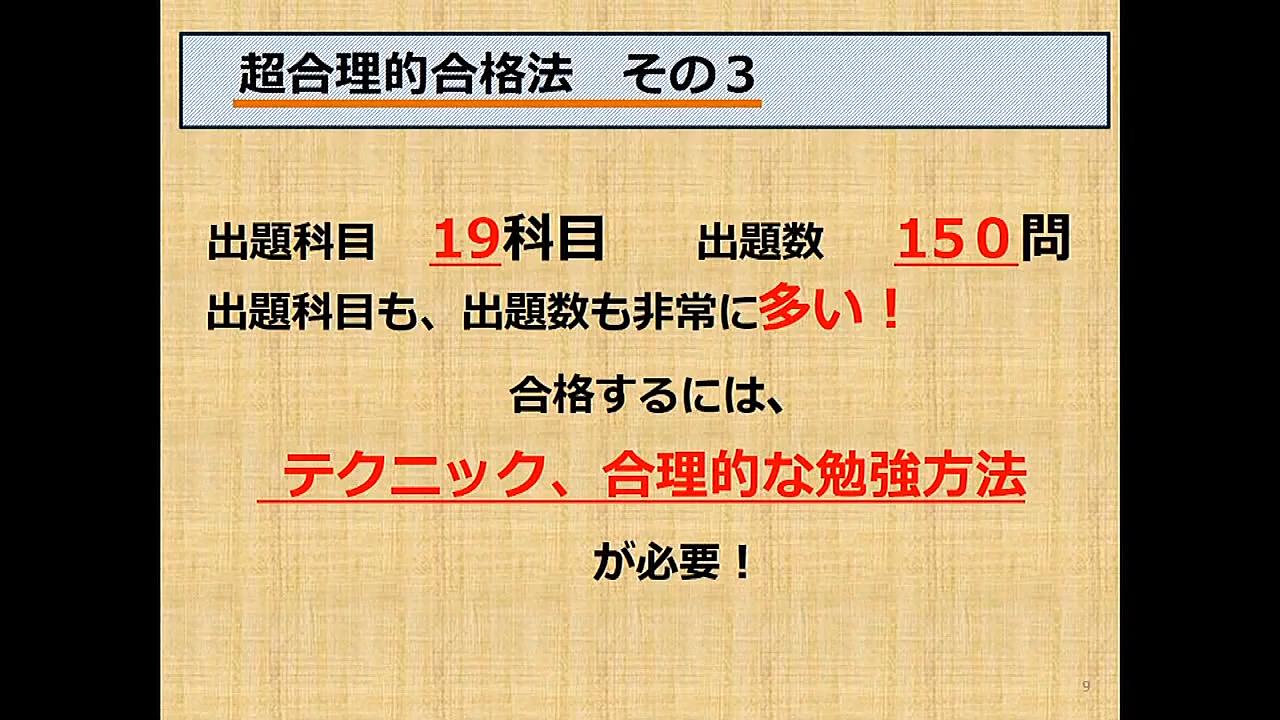 超合理的合格法　その３
出題科目　19科目　　出題数　150問
出題科目も、出題数も非常に多い！
合格するには、
テクニック、合理的な勉強方法
が必要！
9